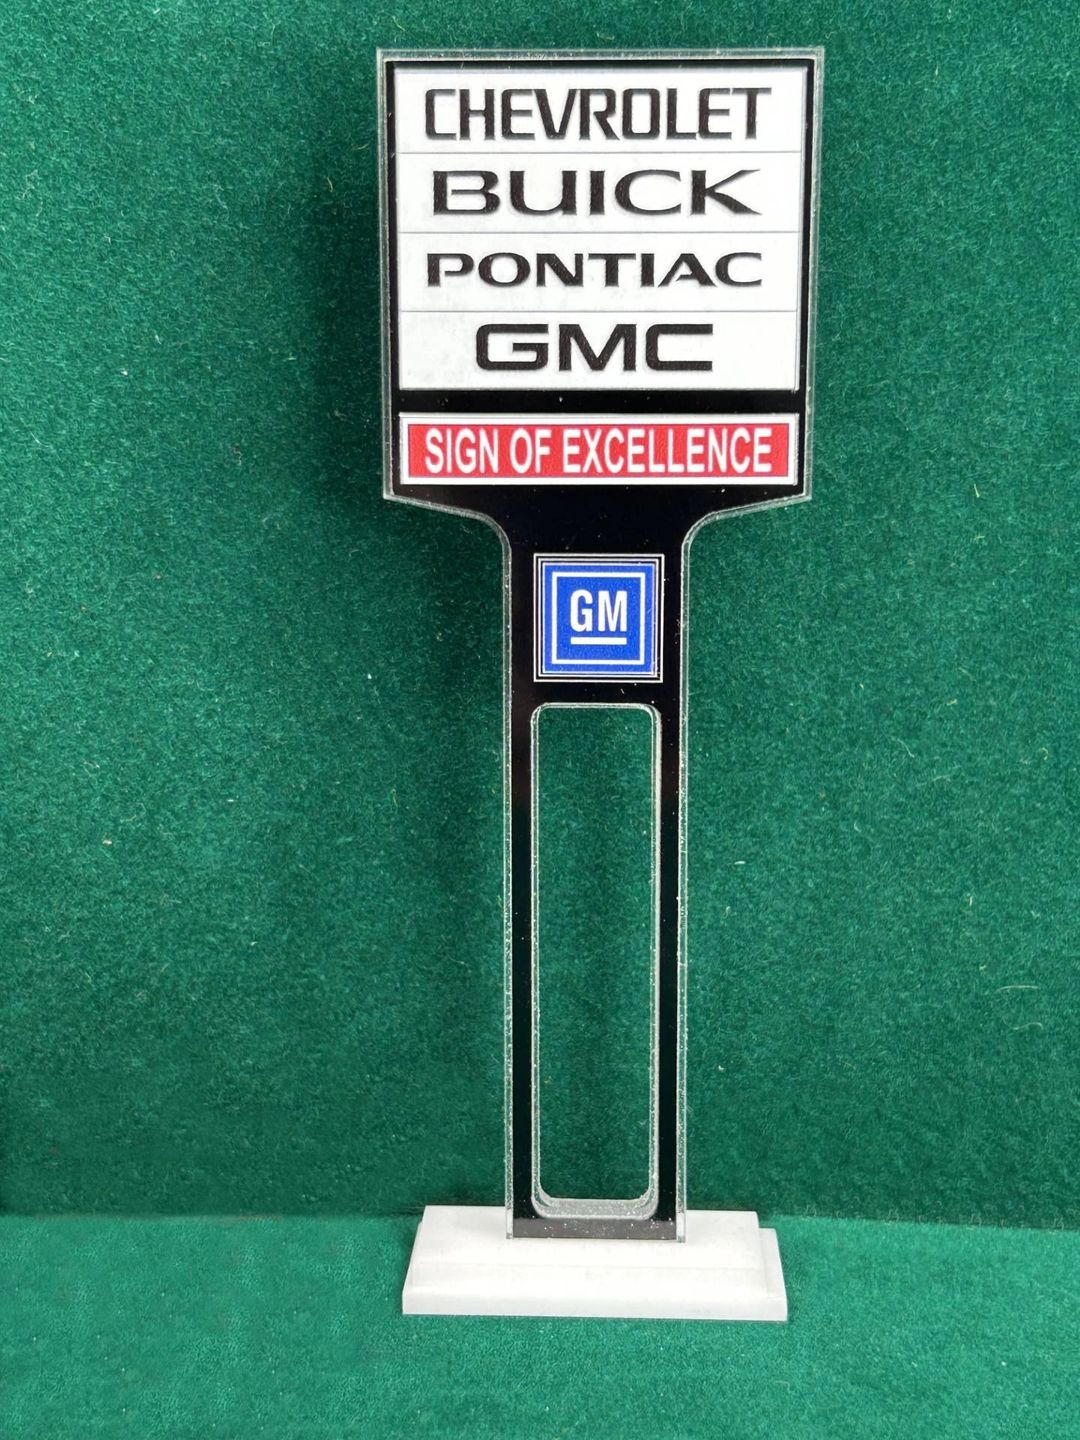 CHEVROLET
BUICK
PONTIAC
GMC
SIGN OF EXCELLENCE
GM